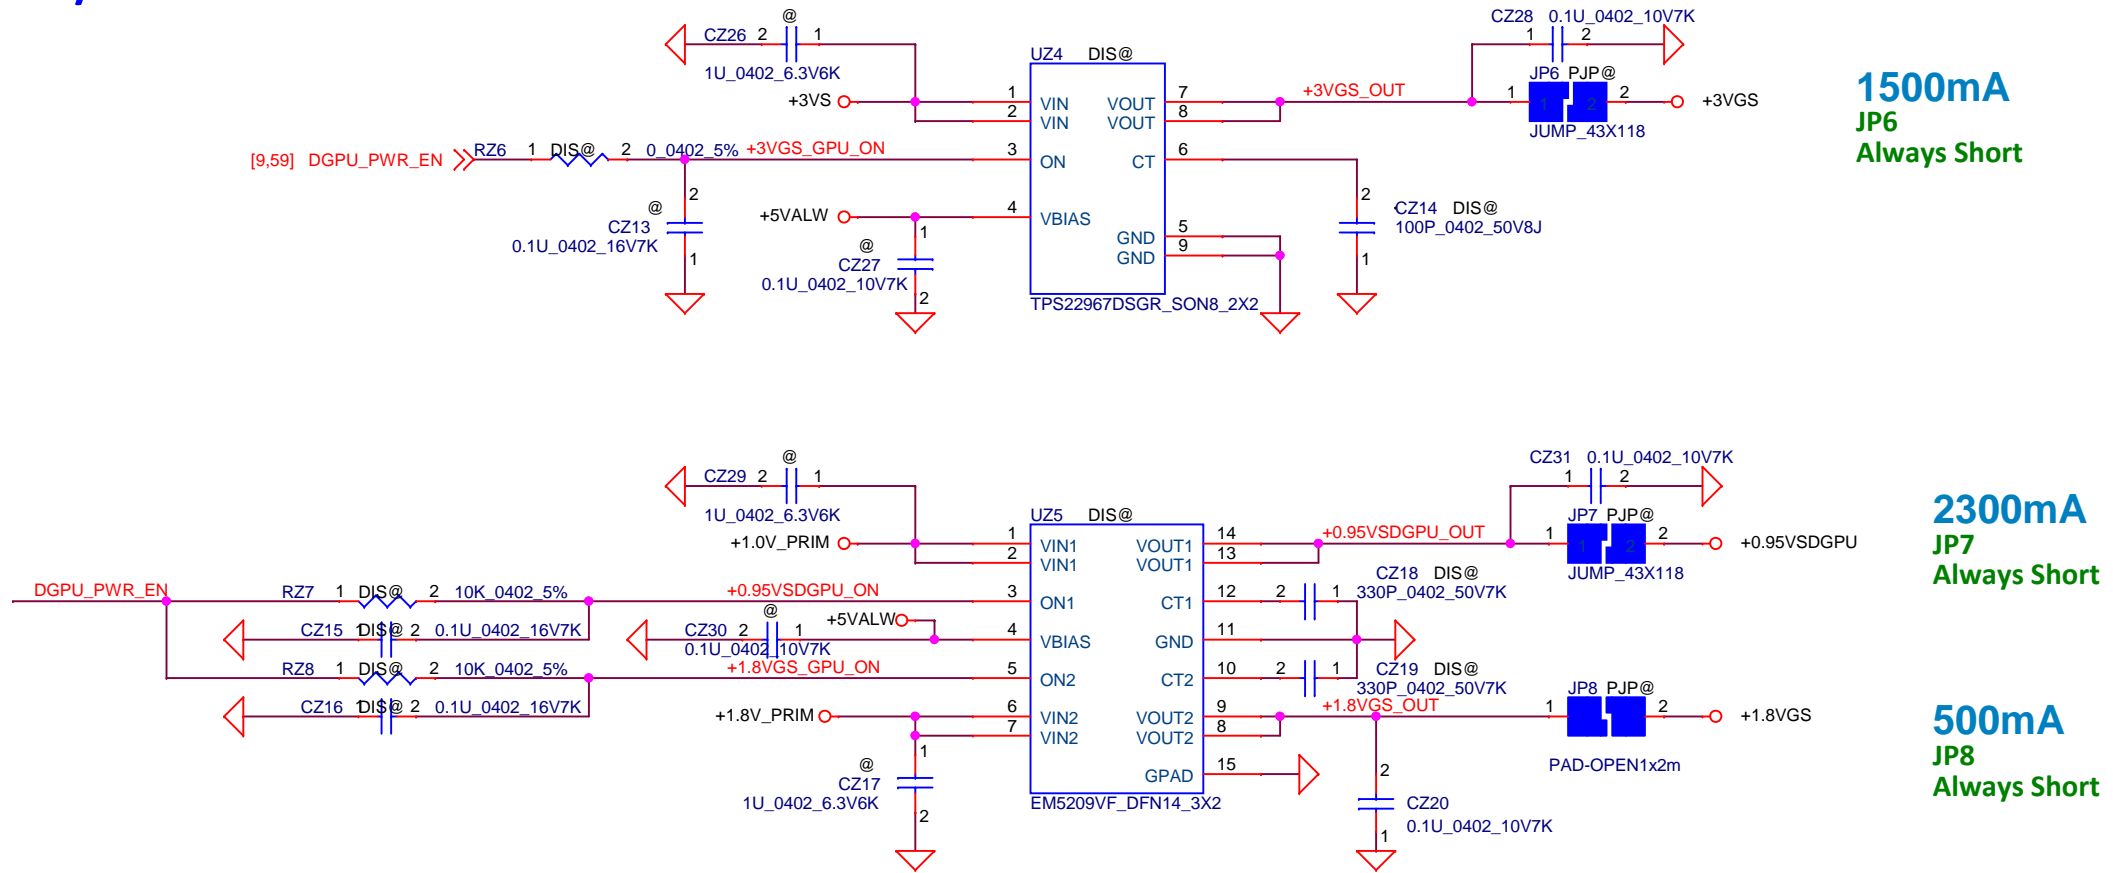 @
CZ26 2 1
1U_0402_6.3V6K
+3VS
[9,59] DGPU_PWR_EN
RZ6 1 DIS@ 2 0_0402_5% +3VGS_GPU_ON
@
CZ13
0.1U_0402_16V7K
2
1
+5VALW
@
CZ27
0.1U_0402_10V7K
1
2
UZ4 DIS@
1 VIN VOUT 7
2 VIN VOUT 8
3 ON CT 6
4 VBIAS
GND 5
GND 9
TPS22967DSGR_SON8_2X2
+3VGS_OUT
CZ28 0.1U_0402_10V7K
1 2
JP6 PJP@
1 1 2 2
JUMP_43X118
+3VGS
2
CZ14 DIS@
100P_0402_50V8J
1
1500mA
JP6
Always Short
@
CZ29 2 1
1U_0402_6.3V6K
+1.0V_PRIM
DGPU_PWR_EN
RZ7 1 DIS@ 2 10K_0402_5% +0.95VSDGPU_ON
CZ15 1 DIS@ 2 0.1U_0402_16V7K
@
CZ30 2 1
0.1U_0402_10V7K
+5VALW
RZ8 1 DIS@ 2 10K_0402_5% +1.8VGS_GPU_ON
CZ16 1 DIS@ 2 0.1U_0402_16V7K
+1.8V_PRIM
@
CZ17
1U_0402_6.3V6K
1
2
UZ5 DIS@
1 VIN1 VOUT1 14
2 VIN1 VOUT1 13
3 ON1 CT1 12
4 VBIAS GND 11
5 ON2 CT2 10
6 VIN2 VOUT2 9
7 VIN2 VOUT2 8
GPAD 15
EM5209VF_DFN14_3X2
+0.95VSDGPU_OUT
CZ31 0.1U_0402_10V7K
1 2
JP7 PJP@
1 1 2 2
JUMP_43X118
+0.95VSDGPU
CZ18 DIS@
2 1 330P_0402_50V7K
2 1 CZ19 DIS@
330P_0402_50V7K
+1.8VGS_OUT
JP8 PJP@
1 2
PAD-OPEN1x2m
+1.8VGS
2
CZ20
0.1U_0402_10V7K
1
2300mA
JP7
Always Short
500mA
JP8
Always Short